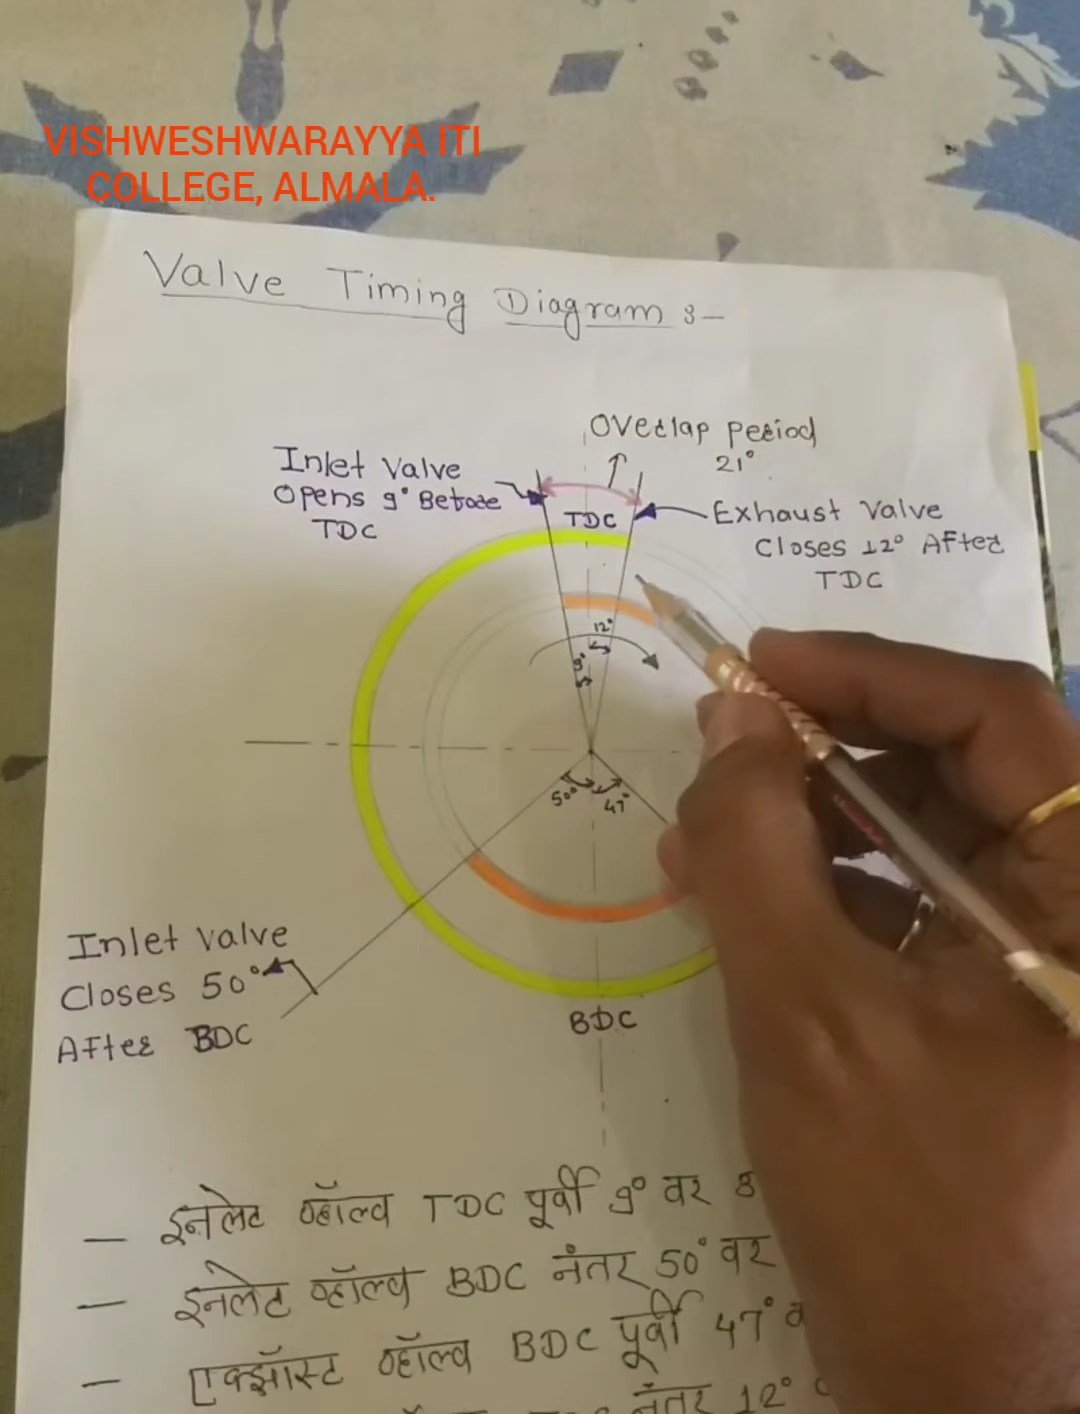 VISHWESHWARAYYA ITI
COLLEGE, ALMALA.
Valve Timing Diagram :-
Overlap period
21°
Inlet Valve
Opens 9° Before
TDC
TDC
Exhaust Valve
Closes 12° After
TDC
12°
9°
50°
47°
Inlet Valve
Closes 50°
After BDC
BDC
— इनलेट व्हॉल्व TDC पूर्वी 9° वर
— इनलेट व्हॉल्व BDC नंतर 50° वर
— एक्झॉस्ट व्हॉल्व BDC पूर्वी 47°
नंतर 12°